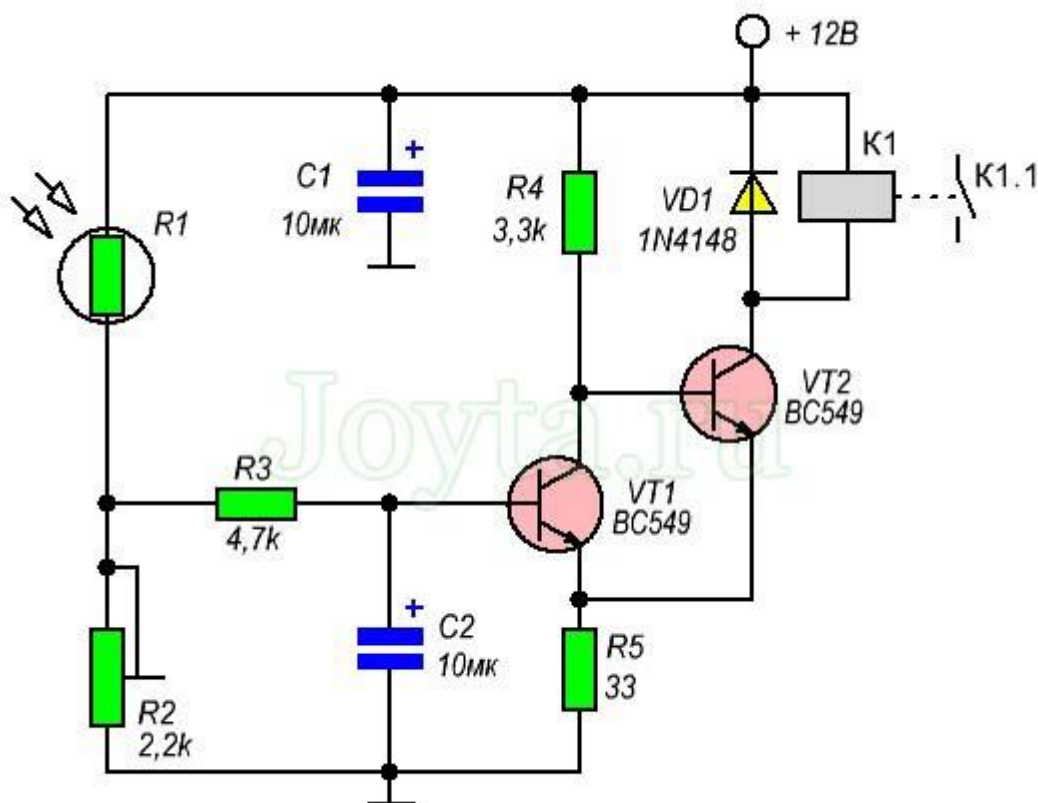 + 12В
C1
+
10мк
R4
3,3k
VD1
1N4148
K1
K1.1
R1
VT2
BC549
Joyta.ru
R3
4,7k
VT1
BC549
+
C2
10мк
R5
33
R2
2,2k